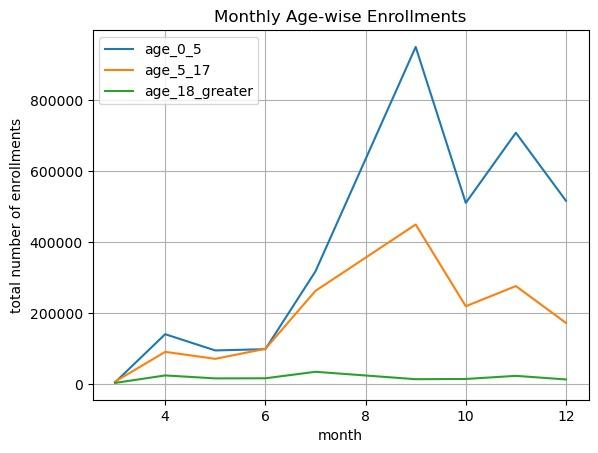 Monthly Age-wise Enrollments
age_0_5
age_5_17
age_18_greater
total number of enrollments
800000
600000
400000
200000
0
4 6 8 10 12
month